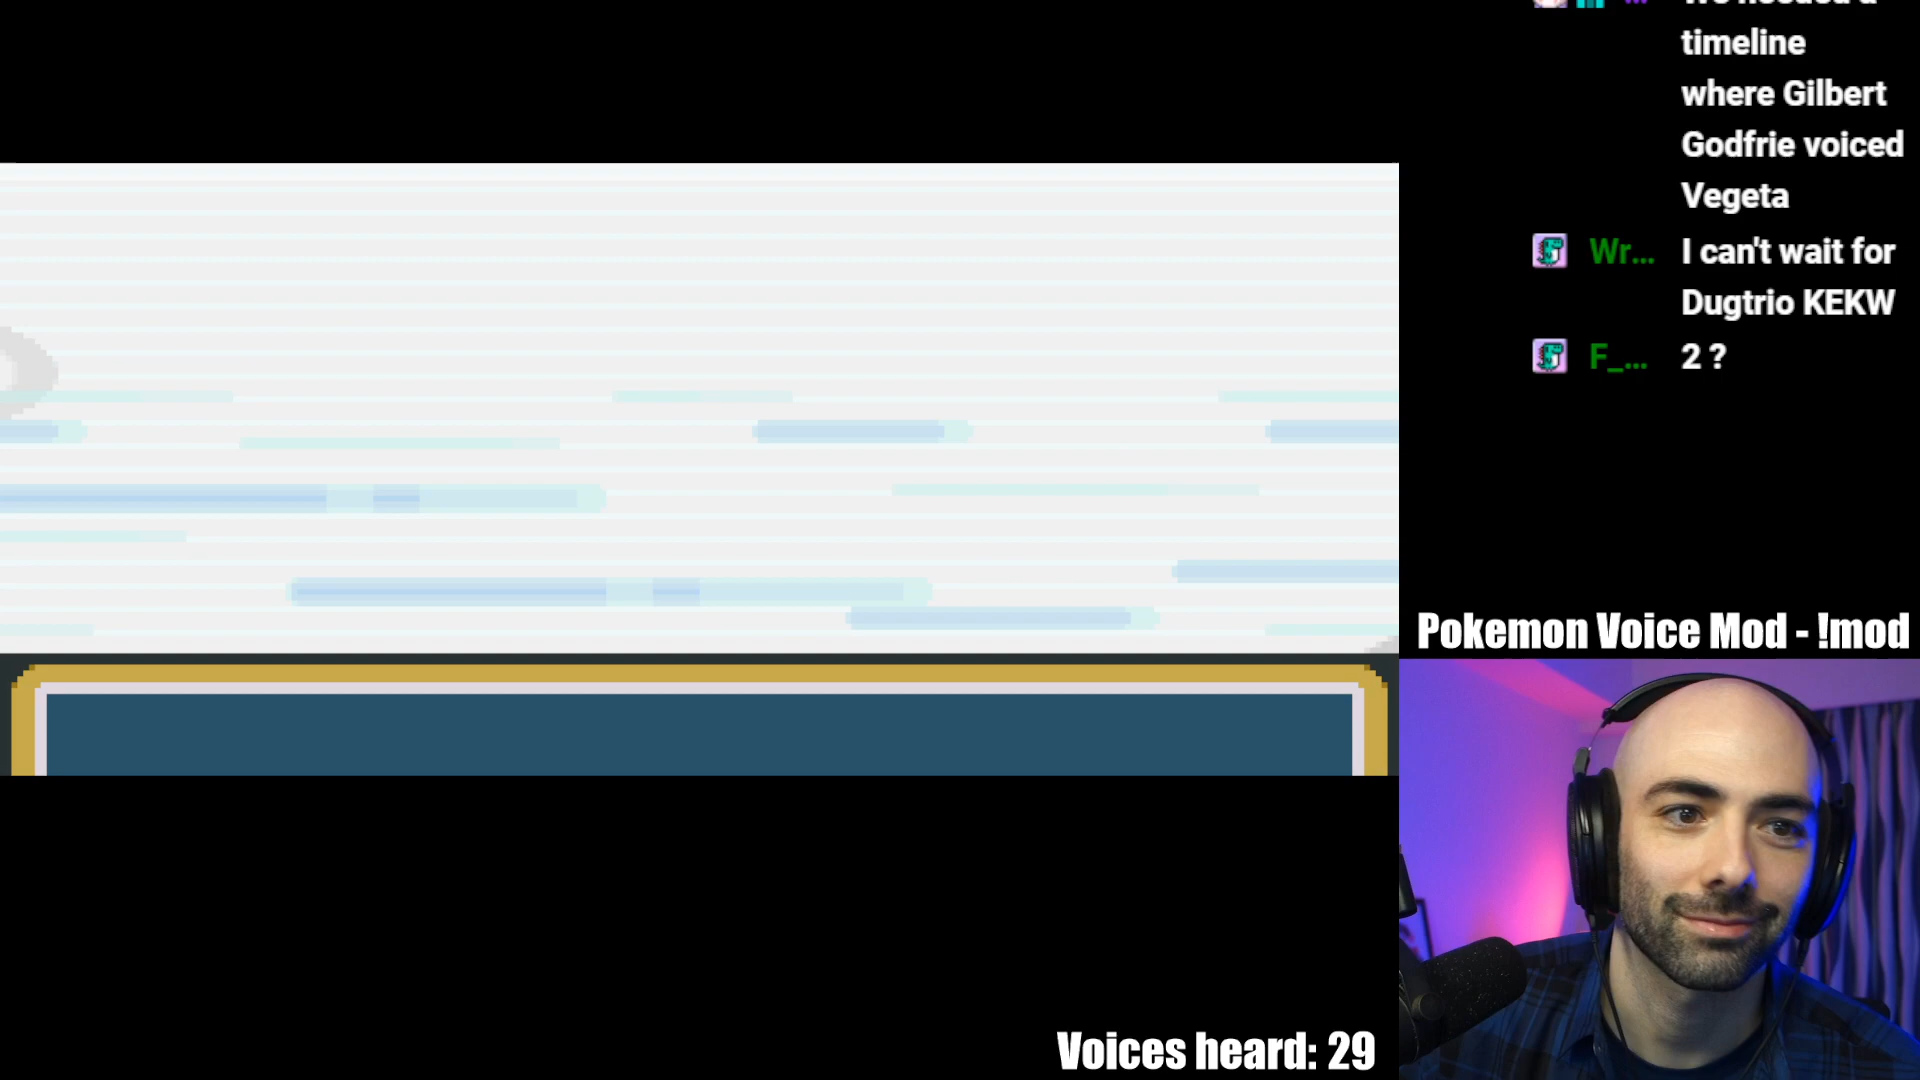 timeline
where Gilbert
Godfrie voiced
Vegeta
Wr... I can't wait for
Dugtrio KEKW
F_... 2 ?
Pokemon Voice Mod - !mod
Voices heard: 29